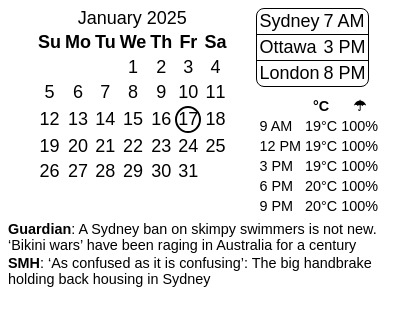 January 2025
Su Mo Tu We Th Fr Sa
1 2 3 4
5 6 7 8 9 10 11
12 13 14 15 16 17 18
19 20 21 22 23 24 25
26 27 28 29 30 31
Sydney 7 AM
Ottawa 3 PM
London 8 PM
°C ☂
9 AM 19°C 100%
12 PM 19°C 100%
3 PM 19°C 100%
6 PM 20°C 100%
9 PM 20°C 100%
Guardian: A Sydney ban on skimpy swimmers is not new.
‘Bikini wars’ have been raging in Australia for a century
SMH: ‘As confused as it is confusing’: The big handbrake
holding back housing in Sydney